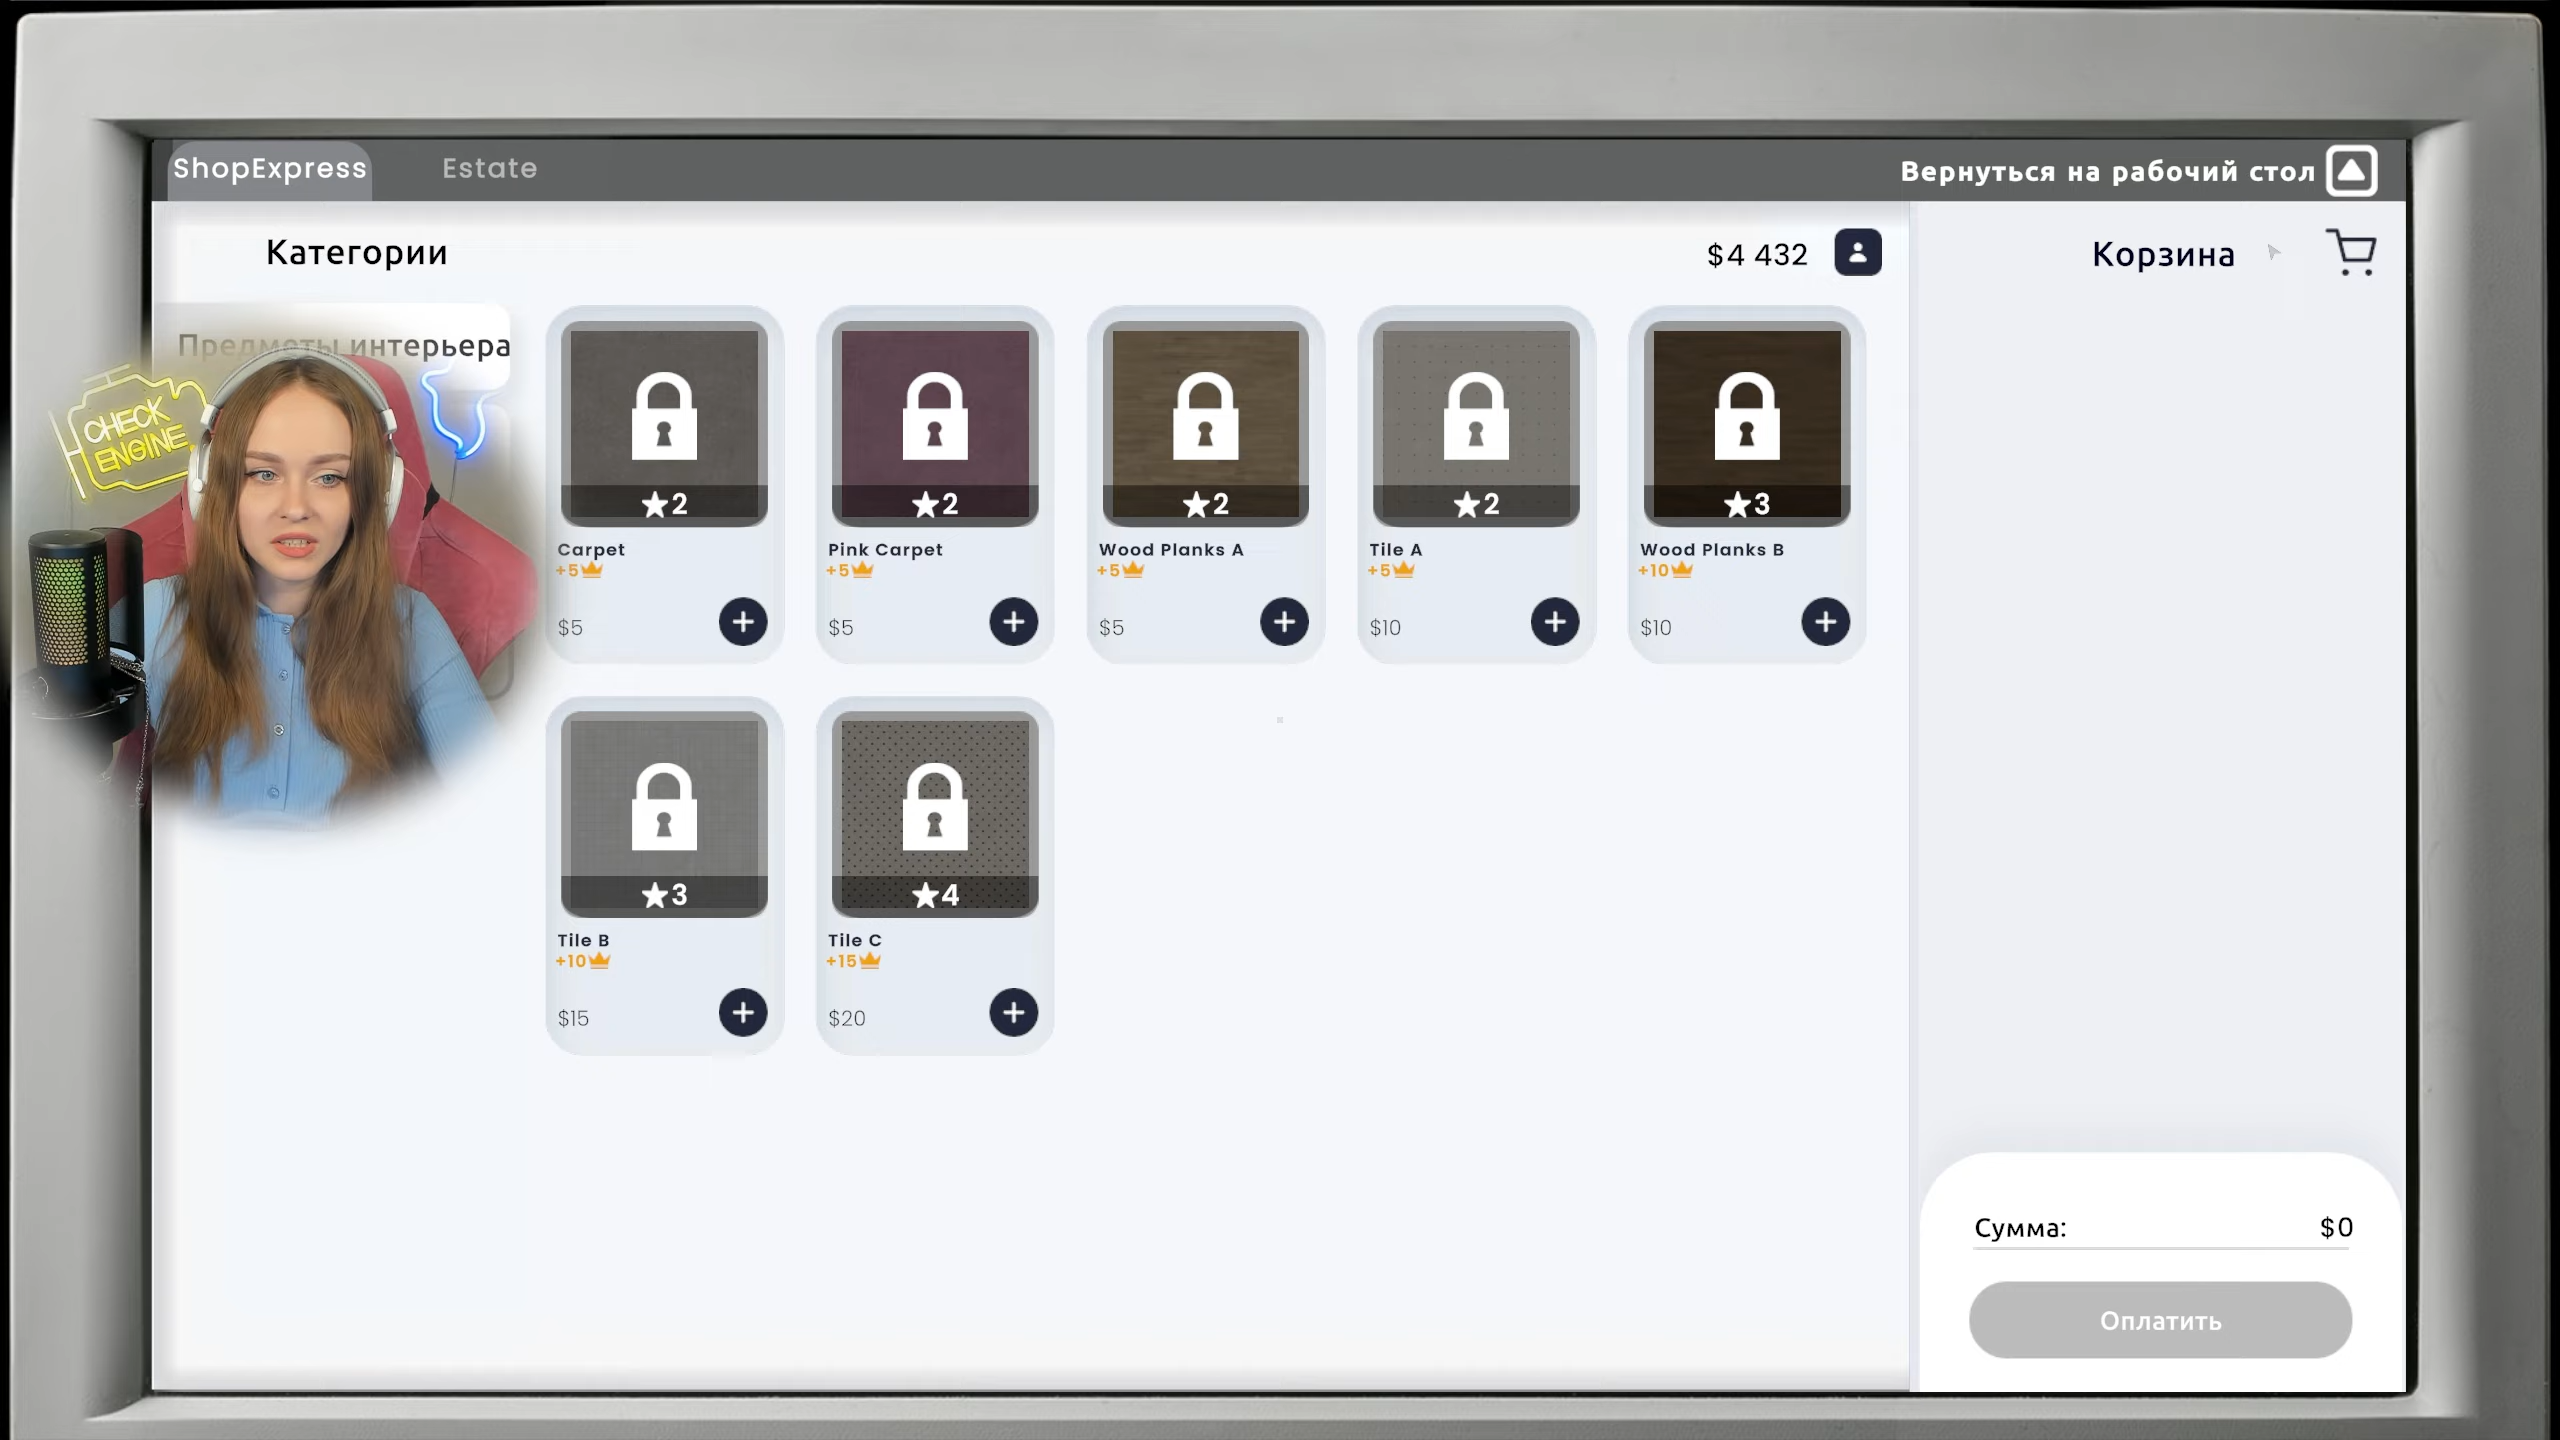 ShopExpress
Estate
Вернуться на рабочий стол
Категории
$4 432
Корзина
Предметы интерьера
CHECK
ENGINE
★2
★2
★2
★2
★3
Carpet
Pink Carpet
Wood Planks A
Tile A
Wood Planks B
+5
+5
+5
+5
+10
$5
$5
$5
$10
$10
★3
★4
Tile B
Tile C
+10
+15
$15
$20
Сумма:
$0
Оплатить